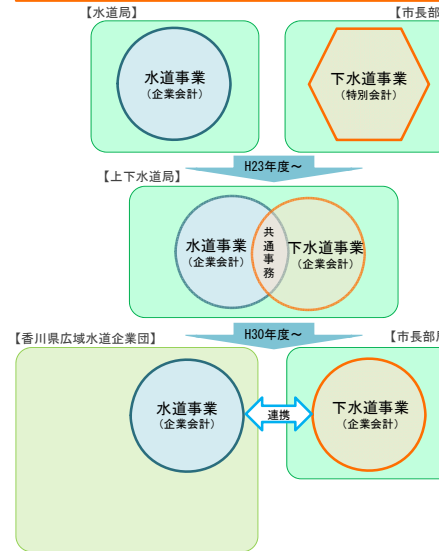 【水道局】
【市長部
水道事業
（企業会計）
下水道事業
（特別会計）
H23年度～
【上下水道局】
水道事業
（企業会計）
共通事務
下水道事業
（企業会計）
H30年度～
【香川県広域水道企業団】
【市長部局
水道事業
（企業会計）
連携
下水道事業
（企業会計）